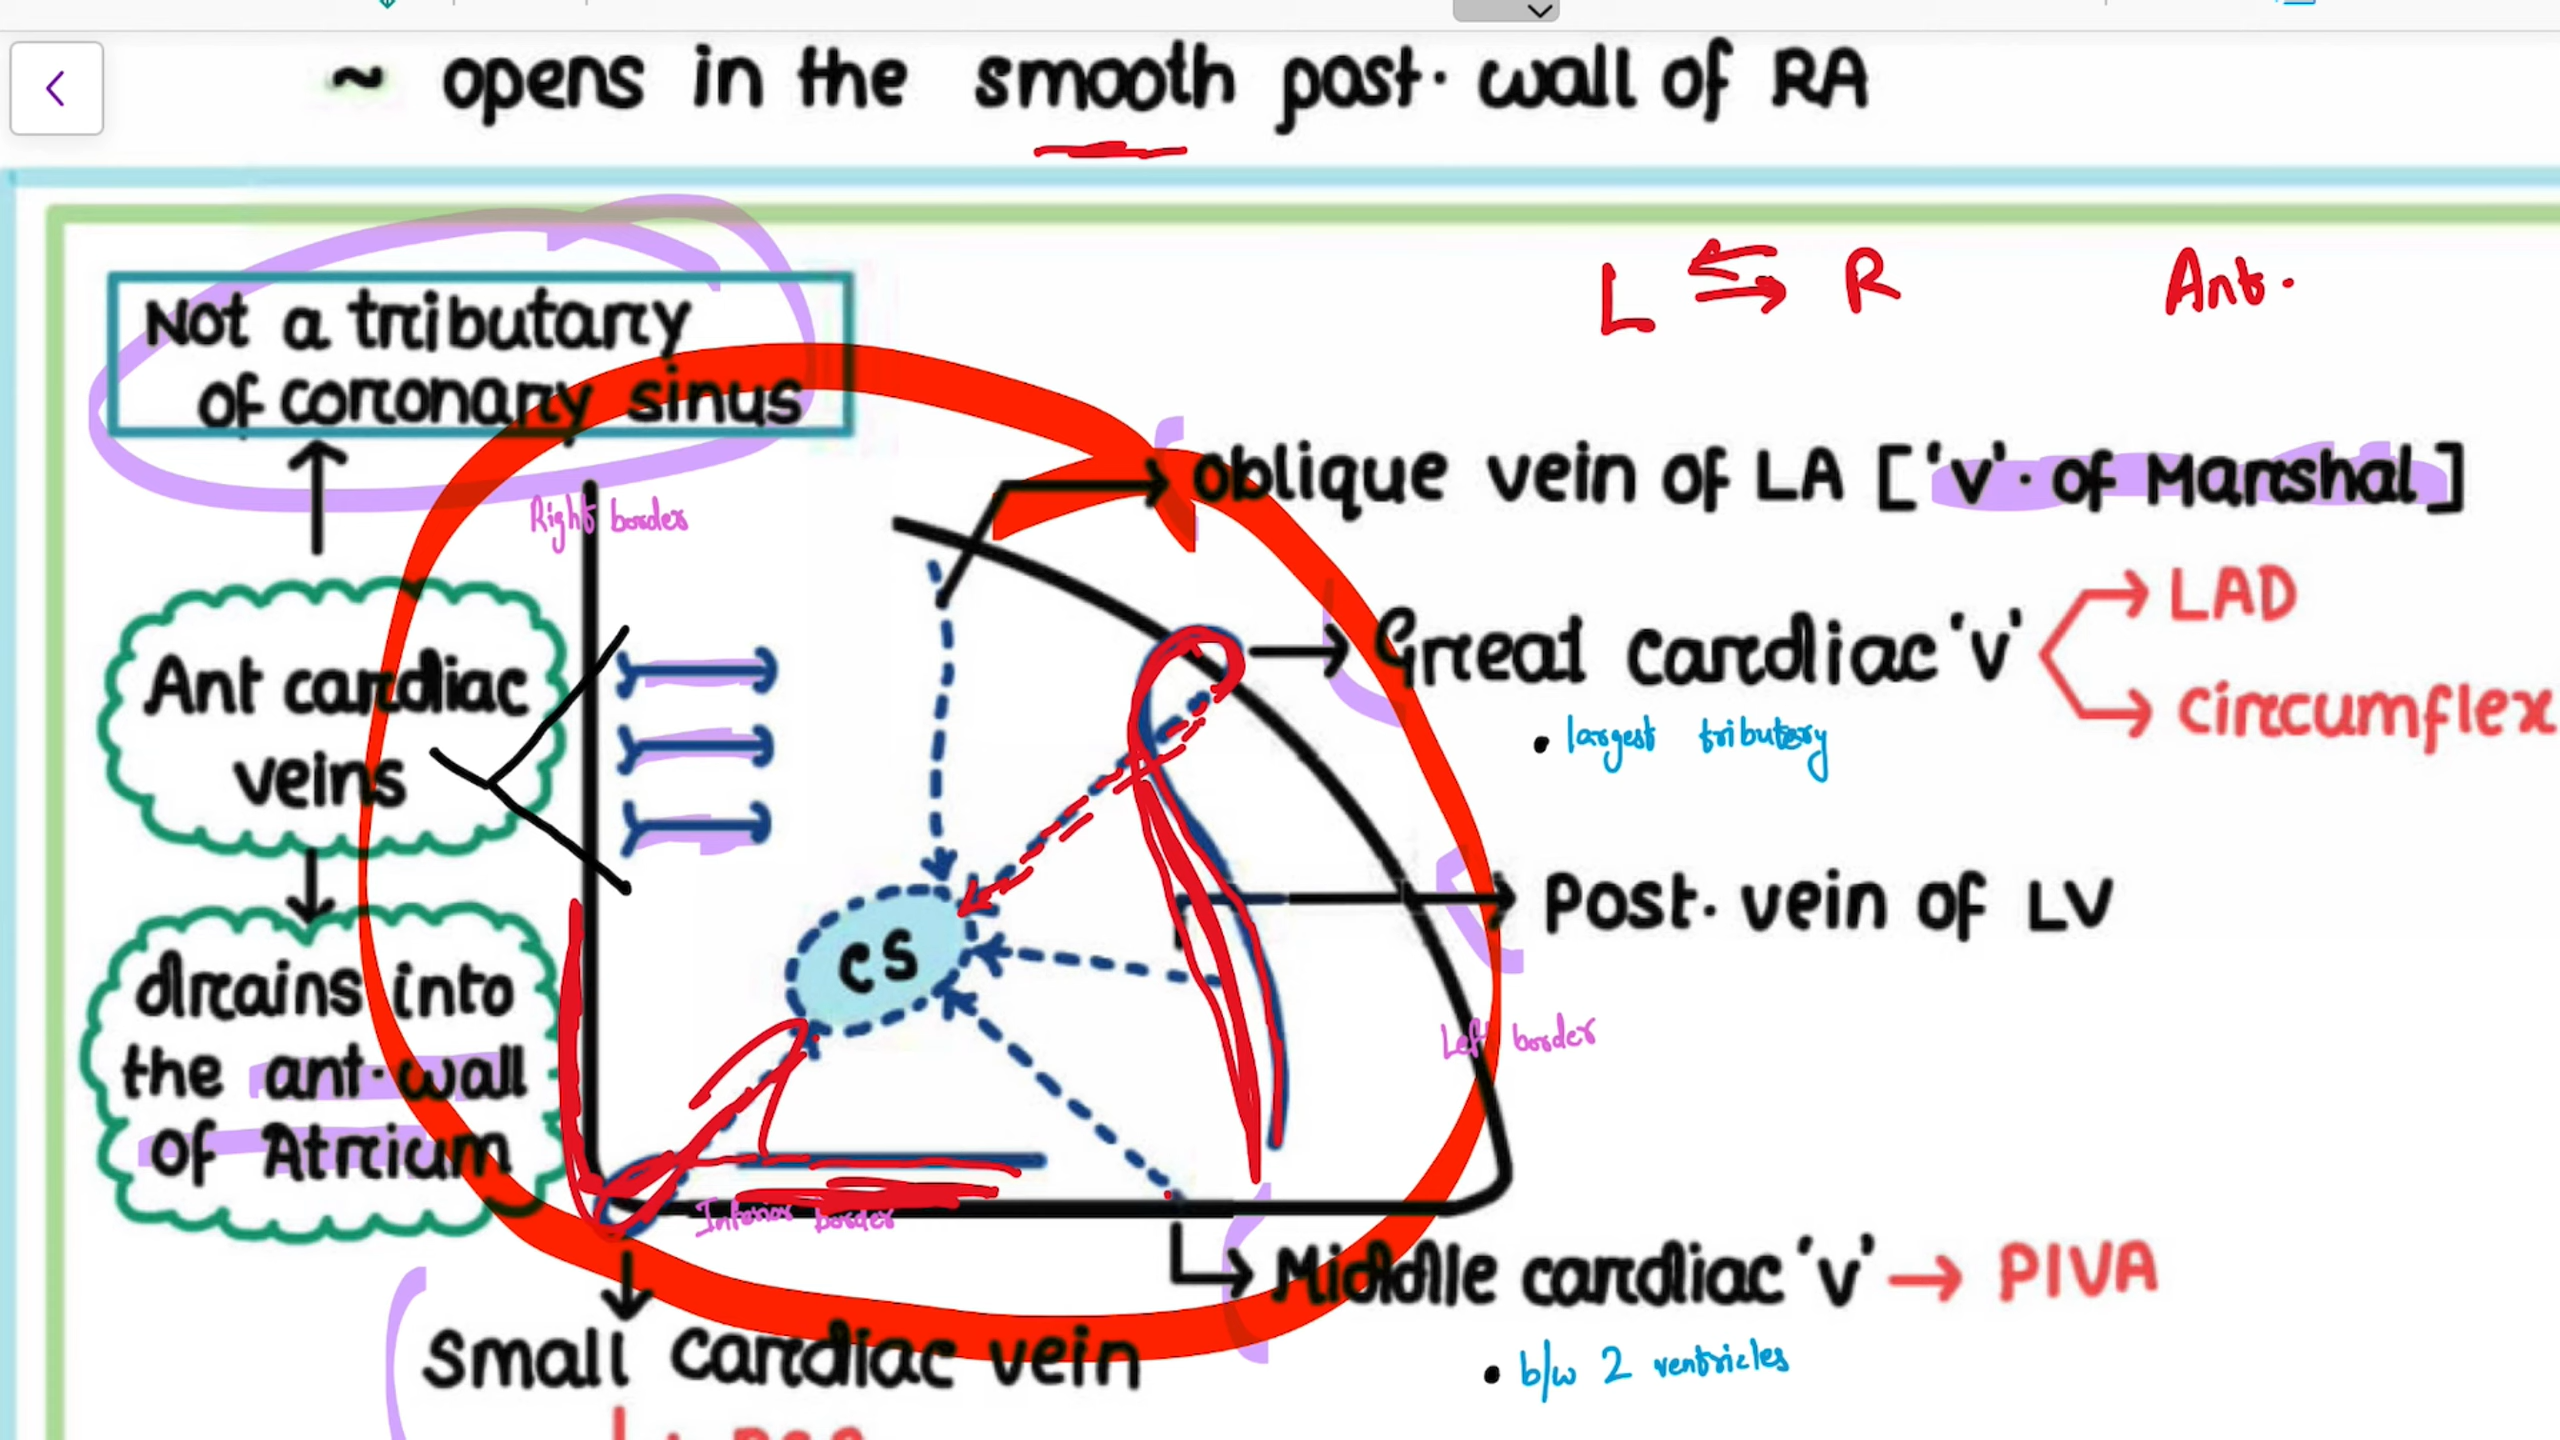 ~ opens in the smooth post. wall of RA
L R Ant.
Not a tributary
of coronary sinus
Right border
Oblique vein of LA ['v'. of Marshal]
Great cardiac 'v'
LAD
circumflex
• largest tributery
Ant cardiac
veins
Post. vein of LV
CS
drains into
the ant. wall
of Atrium
Left border
Inferior border
Middle cardiac 'v' → PIVA
• b/w 2 ventricles
Small cardiac vein